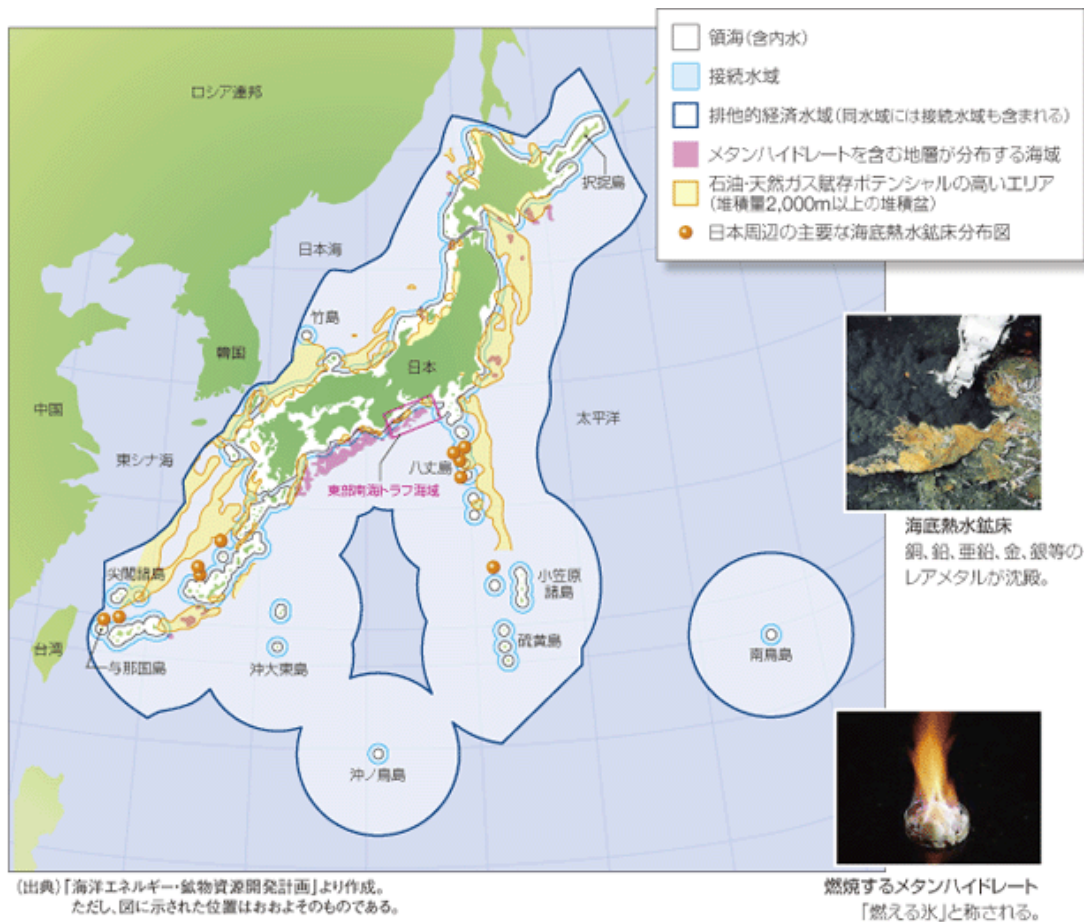 領海(含内水)
接続水域
排他的経済水域(同水域には接続水域も含まれる)
メタンハイドレートを含む地層が分布する海域
石油・天然ガス賦存ポテンシャルの高いエリア
(堆積量2,000m以上の堆積盆)
日本周辺の主要な海底熱水鉱床分布図
ロシア連邦
択捉島
日本海
竹島
韓国
日本
中国
太平洋
東シナ海
八丈島
東部南海トラフ海域
尖閣諸島
小笠原
諸島
台湾
与那国島
沖大東島
硫黄島
南鳥島
沖ノ鳥島
海底熱水鉱床
銅、鉛、亜鉛、金、銀等の
レアメタルが沈殿。
燃焼するメタンハイドレート
「燃える氷」と称される。
(出典)「海洋エネルギー・鉱物資源開発計画」より作成。
ただし、図に示された位置はおおよそのものである。